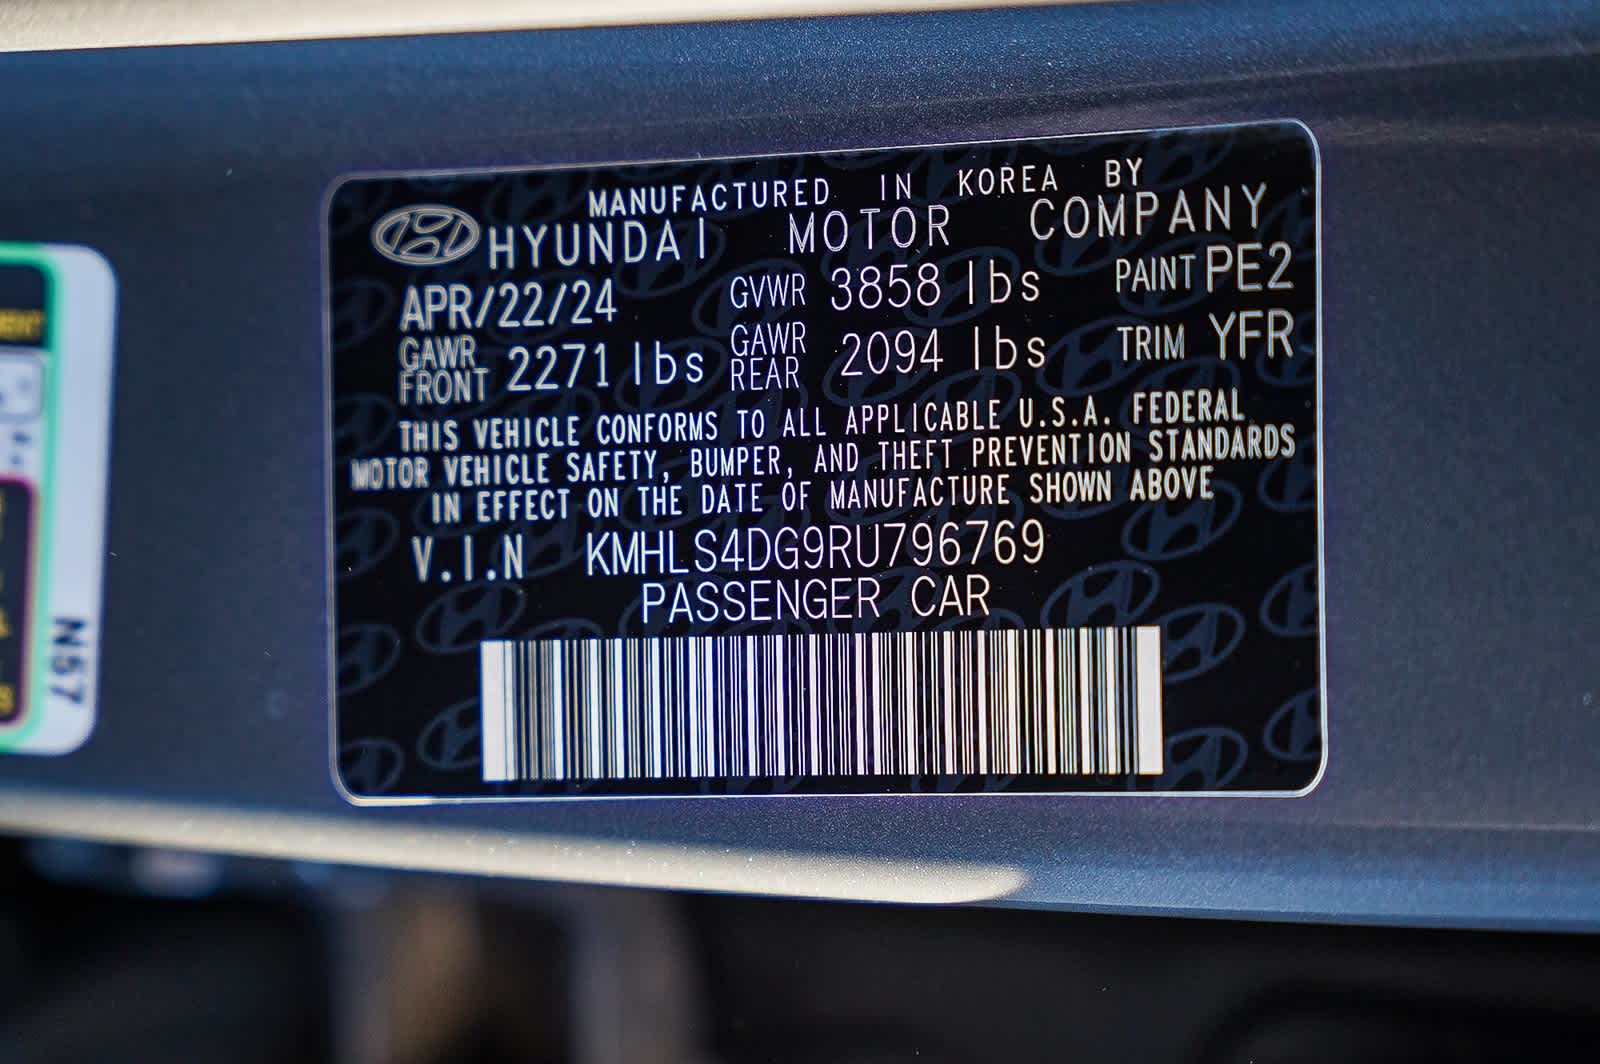 MANUFACTURED IN KOREA BY
HYUNDAI MOTOR COMPANY
APR/22/24 GVWR 3858 lbs PAINT PE2
GAWR FRONT 2271 lbs GAWR REAR 2094 lbs TRIM YFR
THIS VEHICLE CONFORMS TO ALL APPLICABLE U.S.A. FEDERAL
MOTOR VEHICLE SAFETY, BUMPER, AND THEFT PREVENTION STANDARDS
IN EFFECT ON THE DATE OF MANUFACTURE SHOWN ABOVE
V.I.N KMHLS4DG9RU796769
PASSENGER CAR
N57